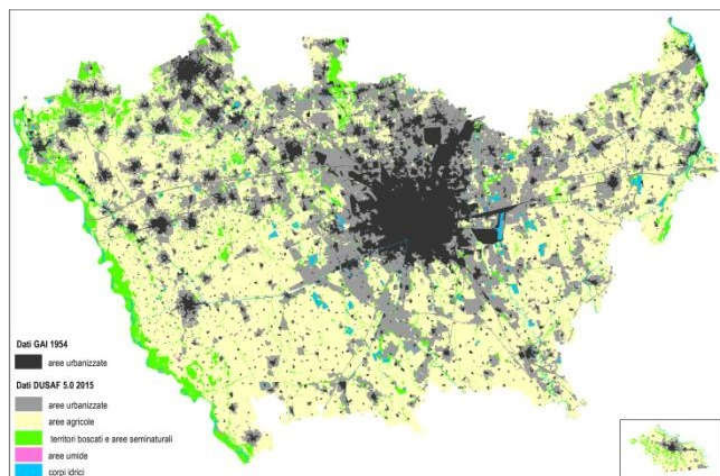 Dati GAI 1954
aree urbanizzate
Dati DUSAF 5.0 2015
aree urbanizzate
aree agricole
territori boscati e aree seminaturali
aree umide
corpi idrici